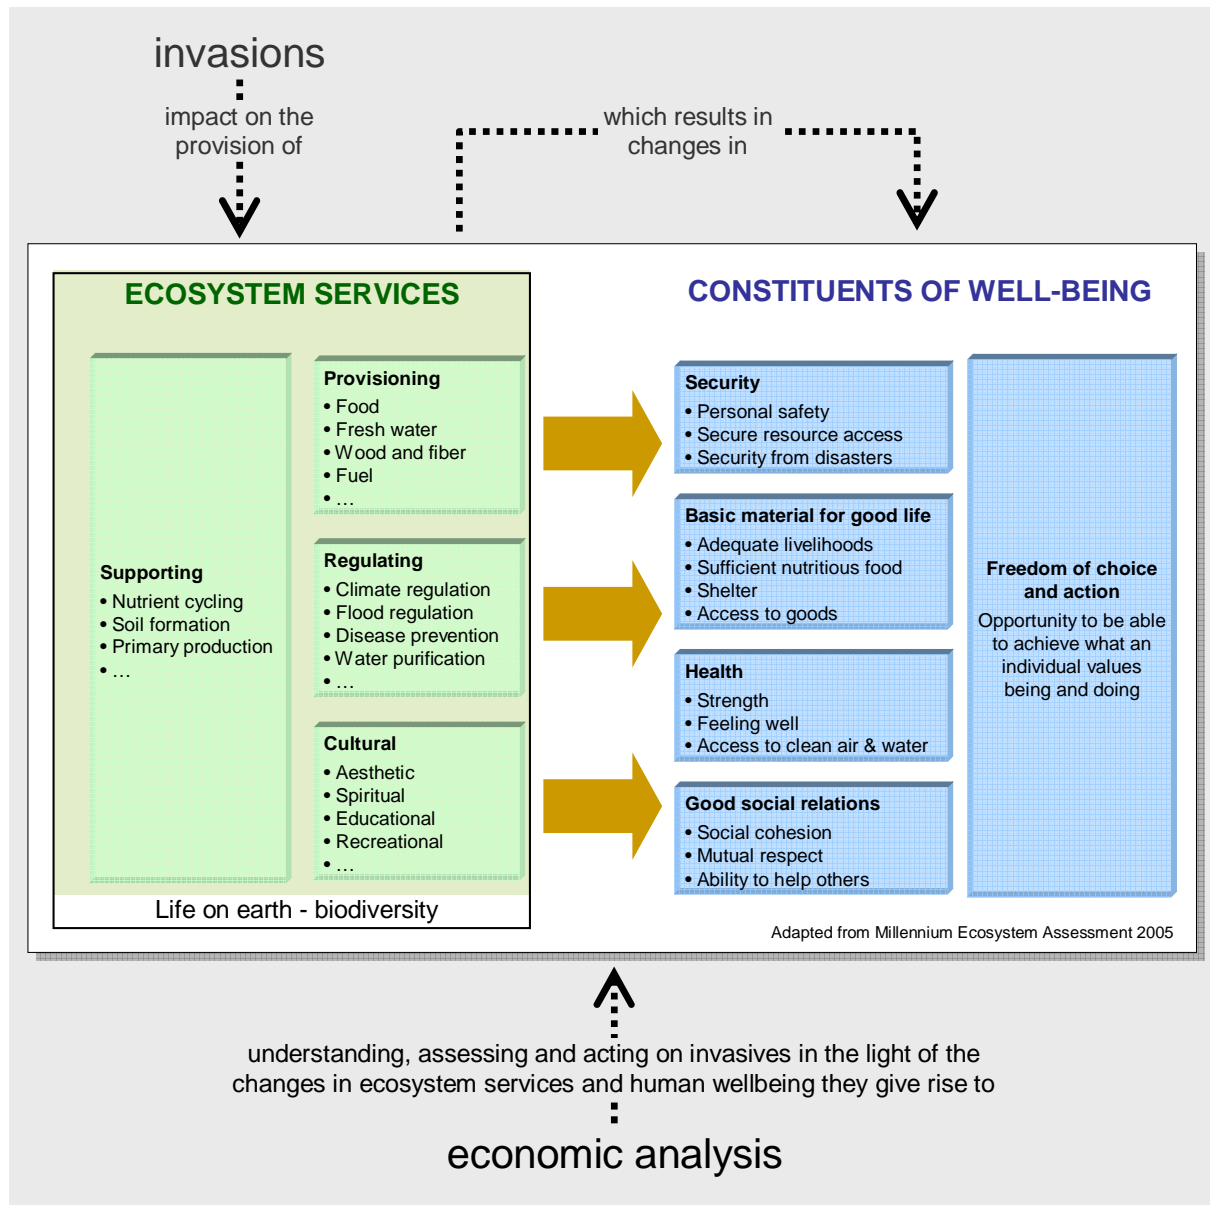 invasions
impact on the
provision of
which results in
changes in
ECOSYSTEM SERVICES
Supporting
• Nutrient cycling
• Soil formation
• Primary production
• …
Provisioning
• Food
• Fresh water
• Wood and fiber
• Fuel
• …
Regulating
• Climate regulation
• Flood regulation
• Disease prevention
• Water purification
• …
Cultural
• Aesthetic
• Spiritual
• Educational
• Recreational
• …
Life on earth - biodiversity
CONSTITUENTS OF WELL-BEING
Security
• Personal safety
• Secure resource access
• Security from disasters
Basic material for good life
• Adequate livelihoods
• Sufficient nutritious food
• Shelter
• Access to goods
Health
• Strength
• Feeling well
• Access to clean air & water
Good social relations
• Social cohesion
• Mutual respect
• Ability to help others
Freedom of choice
and action
Opportunity to be able
to achieve what an
individual values
being and doing
Adapted from Millennium Ecosystem Assessment 2005
understanding, assessing and acting on invasives in the light of the
changes in ecosystem services and human wellbeing they give rise to
economic analysis